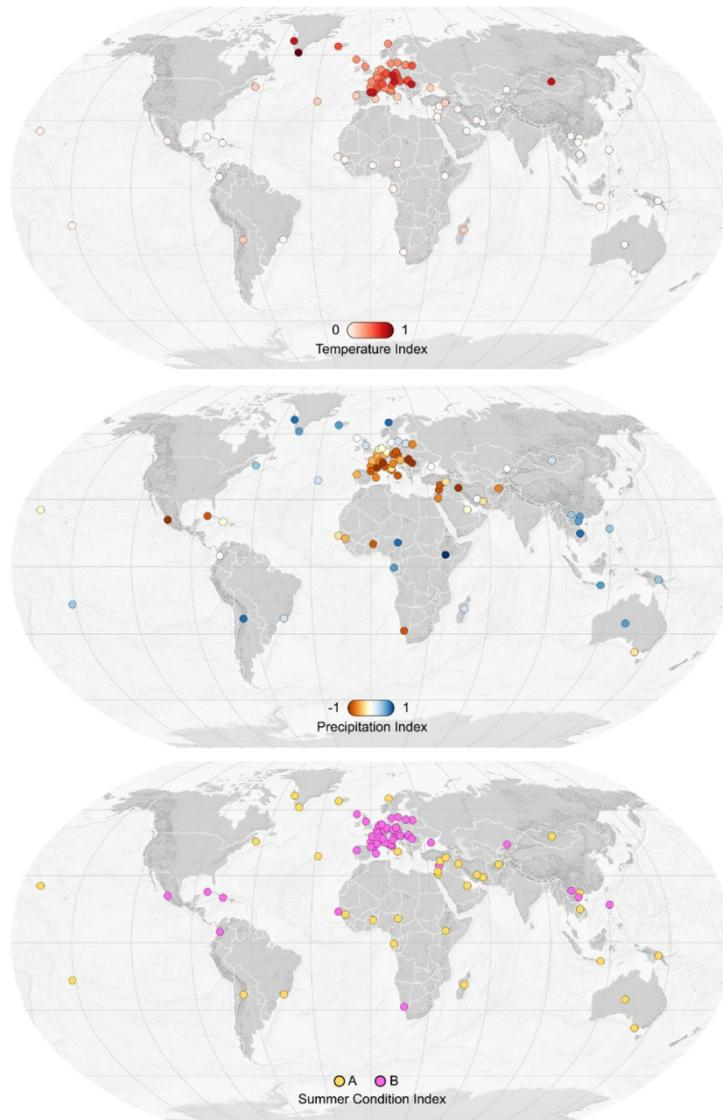 0 1
Temperature Index
-1 1
Precipitation Index
A B
Summer Condition Index